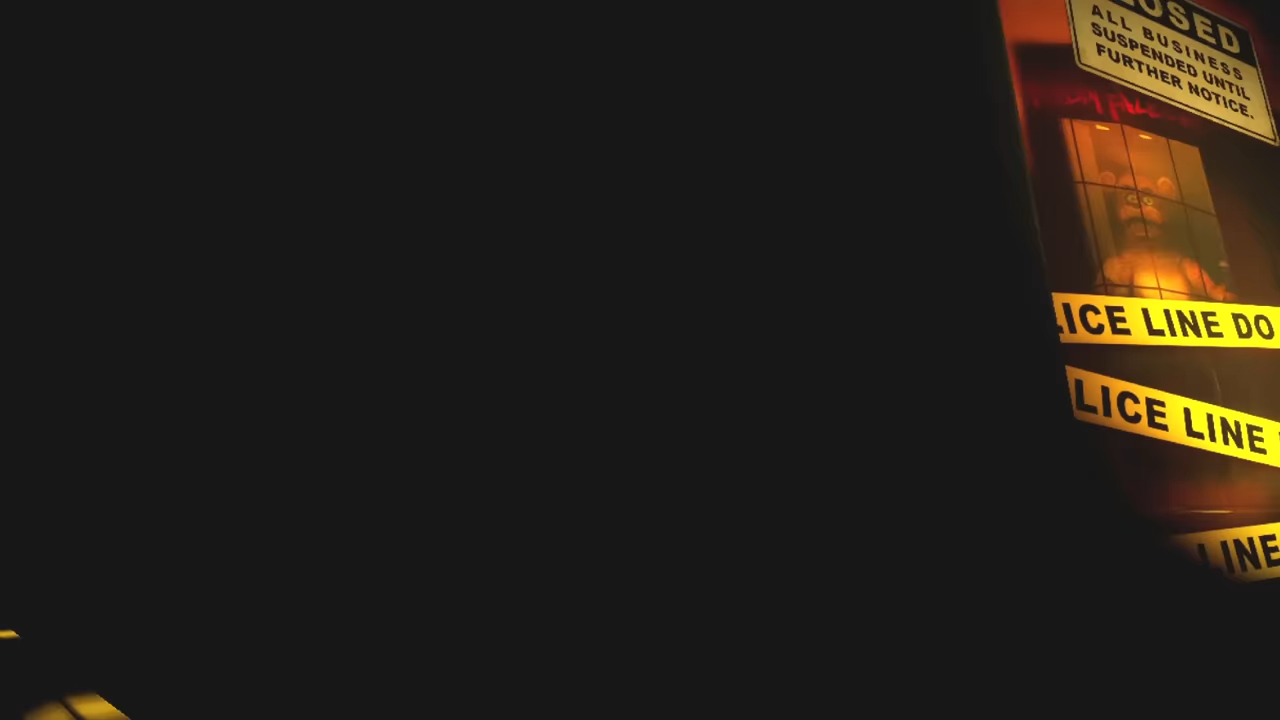 OSED
ALL BUSINESS
SUSPENDED UNTIL
FURTHER NOTICE.
LICE LINE DO
LICE LINE
LINE